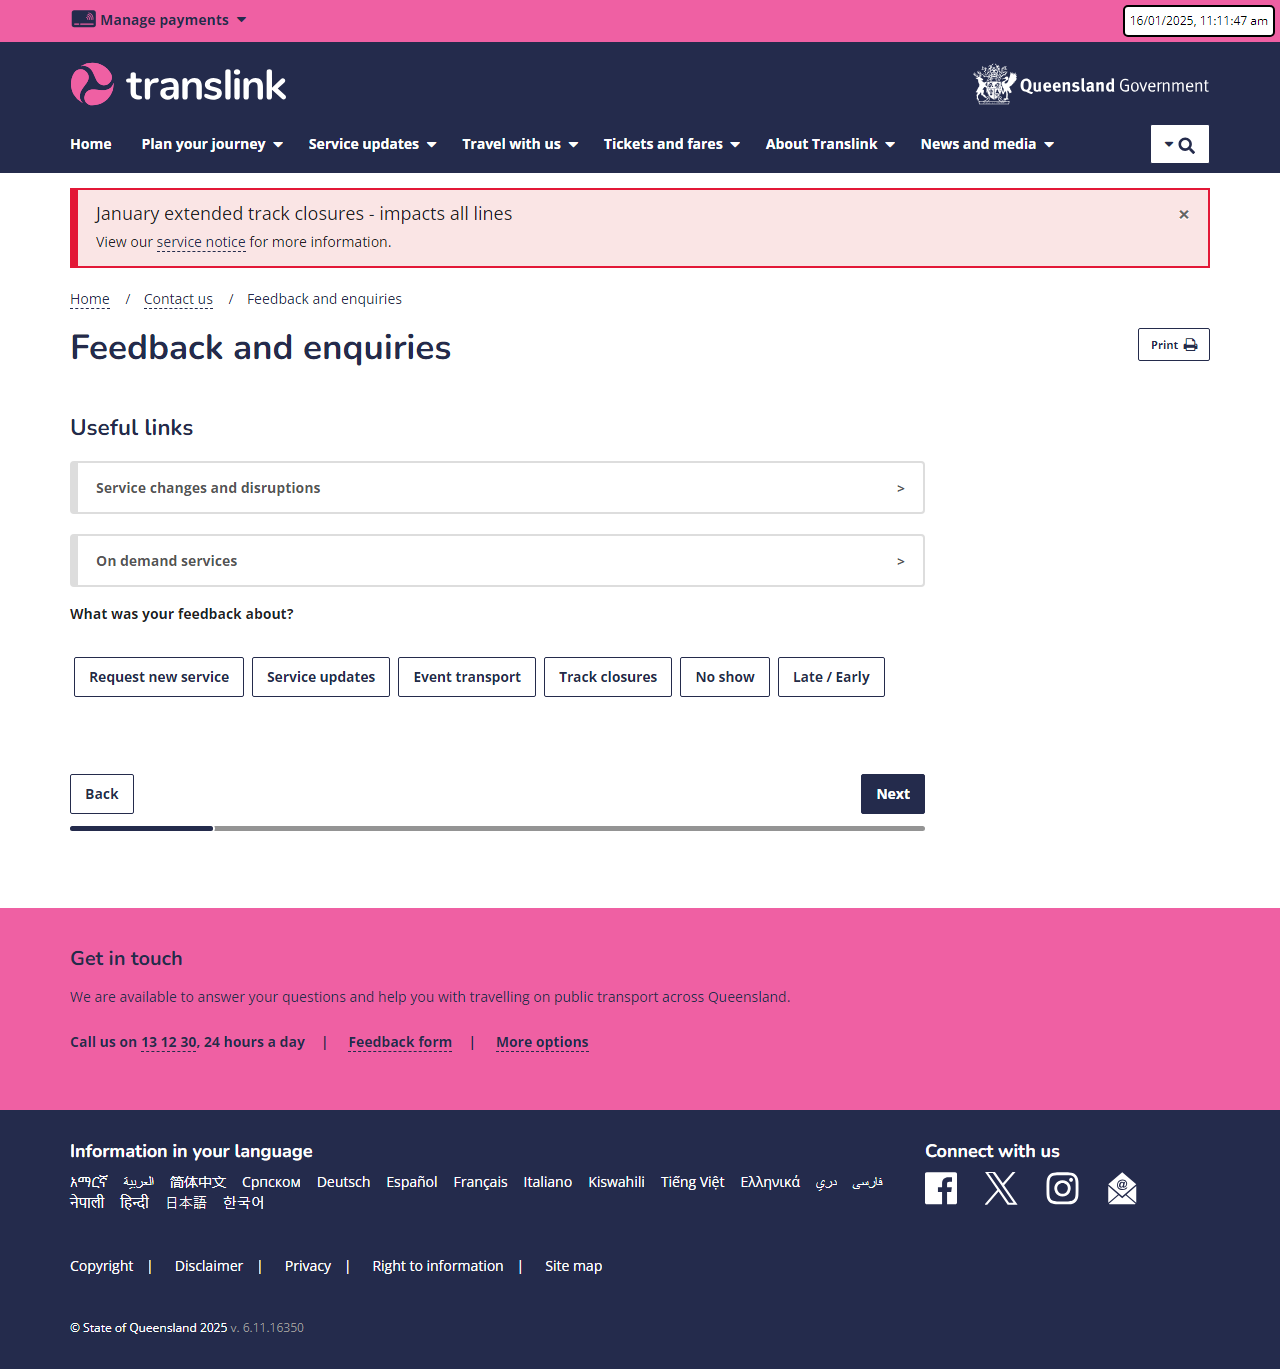 Manage payments
16/01/2025, 11:11:47 am
translink
Queensland Government
Home Plan your journey Service updates Travel with us Tickets and fares About Translink News and media
January extended track closures - impacts all lines ×
View our service notice for more information.
Home / Contact us / Feedback and enquiries
Feedback and enquiries
Print
Useful links
Service changes and disruptions >
On demand services >
What was your feedback about?
Request new service Service updates Event transport Track closures No show Late / Early
Back Next
Get in touch
We are available to answer your questions and help you with travelling on public transport across Queensland.
Call us on 13 12 30, 24 hours a day | Feedback form | More options
Information in your language
አማርኛ العربية 简体中文 Српском Deutsch Español Français Italiano Kiswahili Tiếng Việt Ελληνικά دري فارسی
नेपाली हिन्दी 日本語 한국어
Connect with us
Copyright | Disclaimer | Privacy | Right to information | Site map
© State of Queensland 2025 v. 6.11.16350